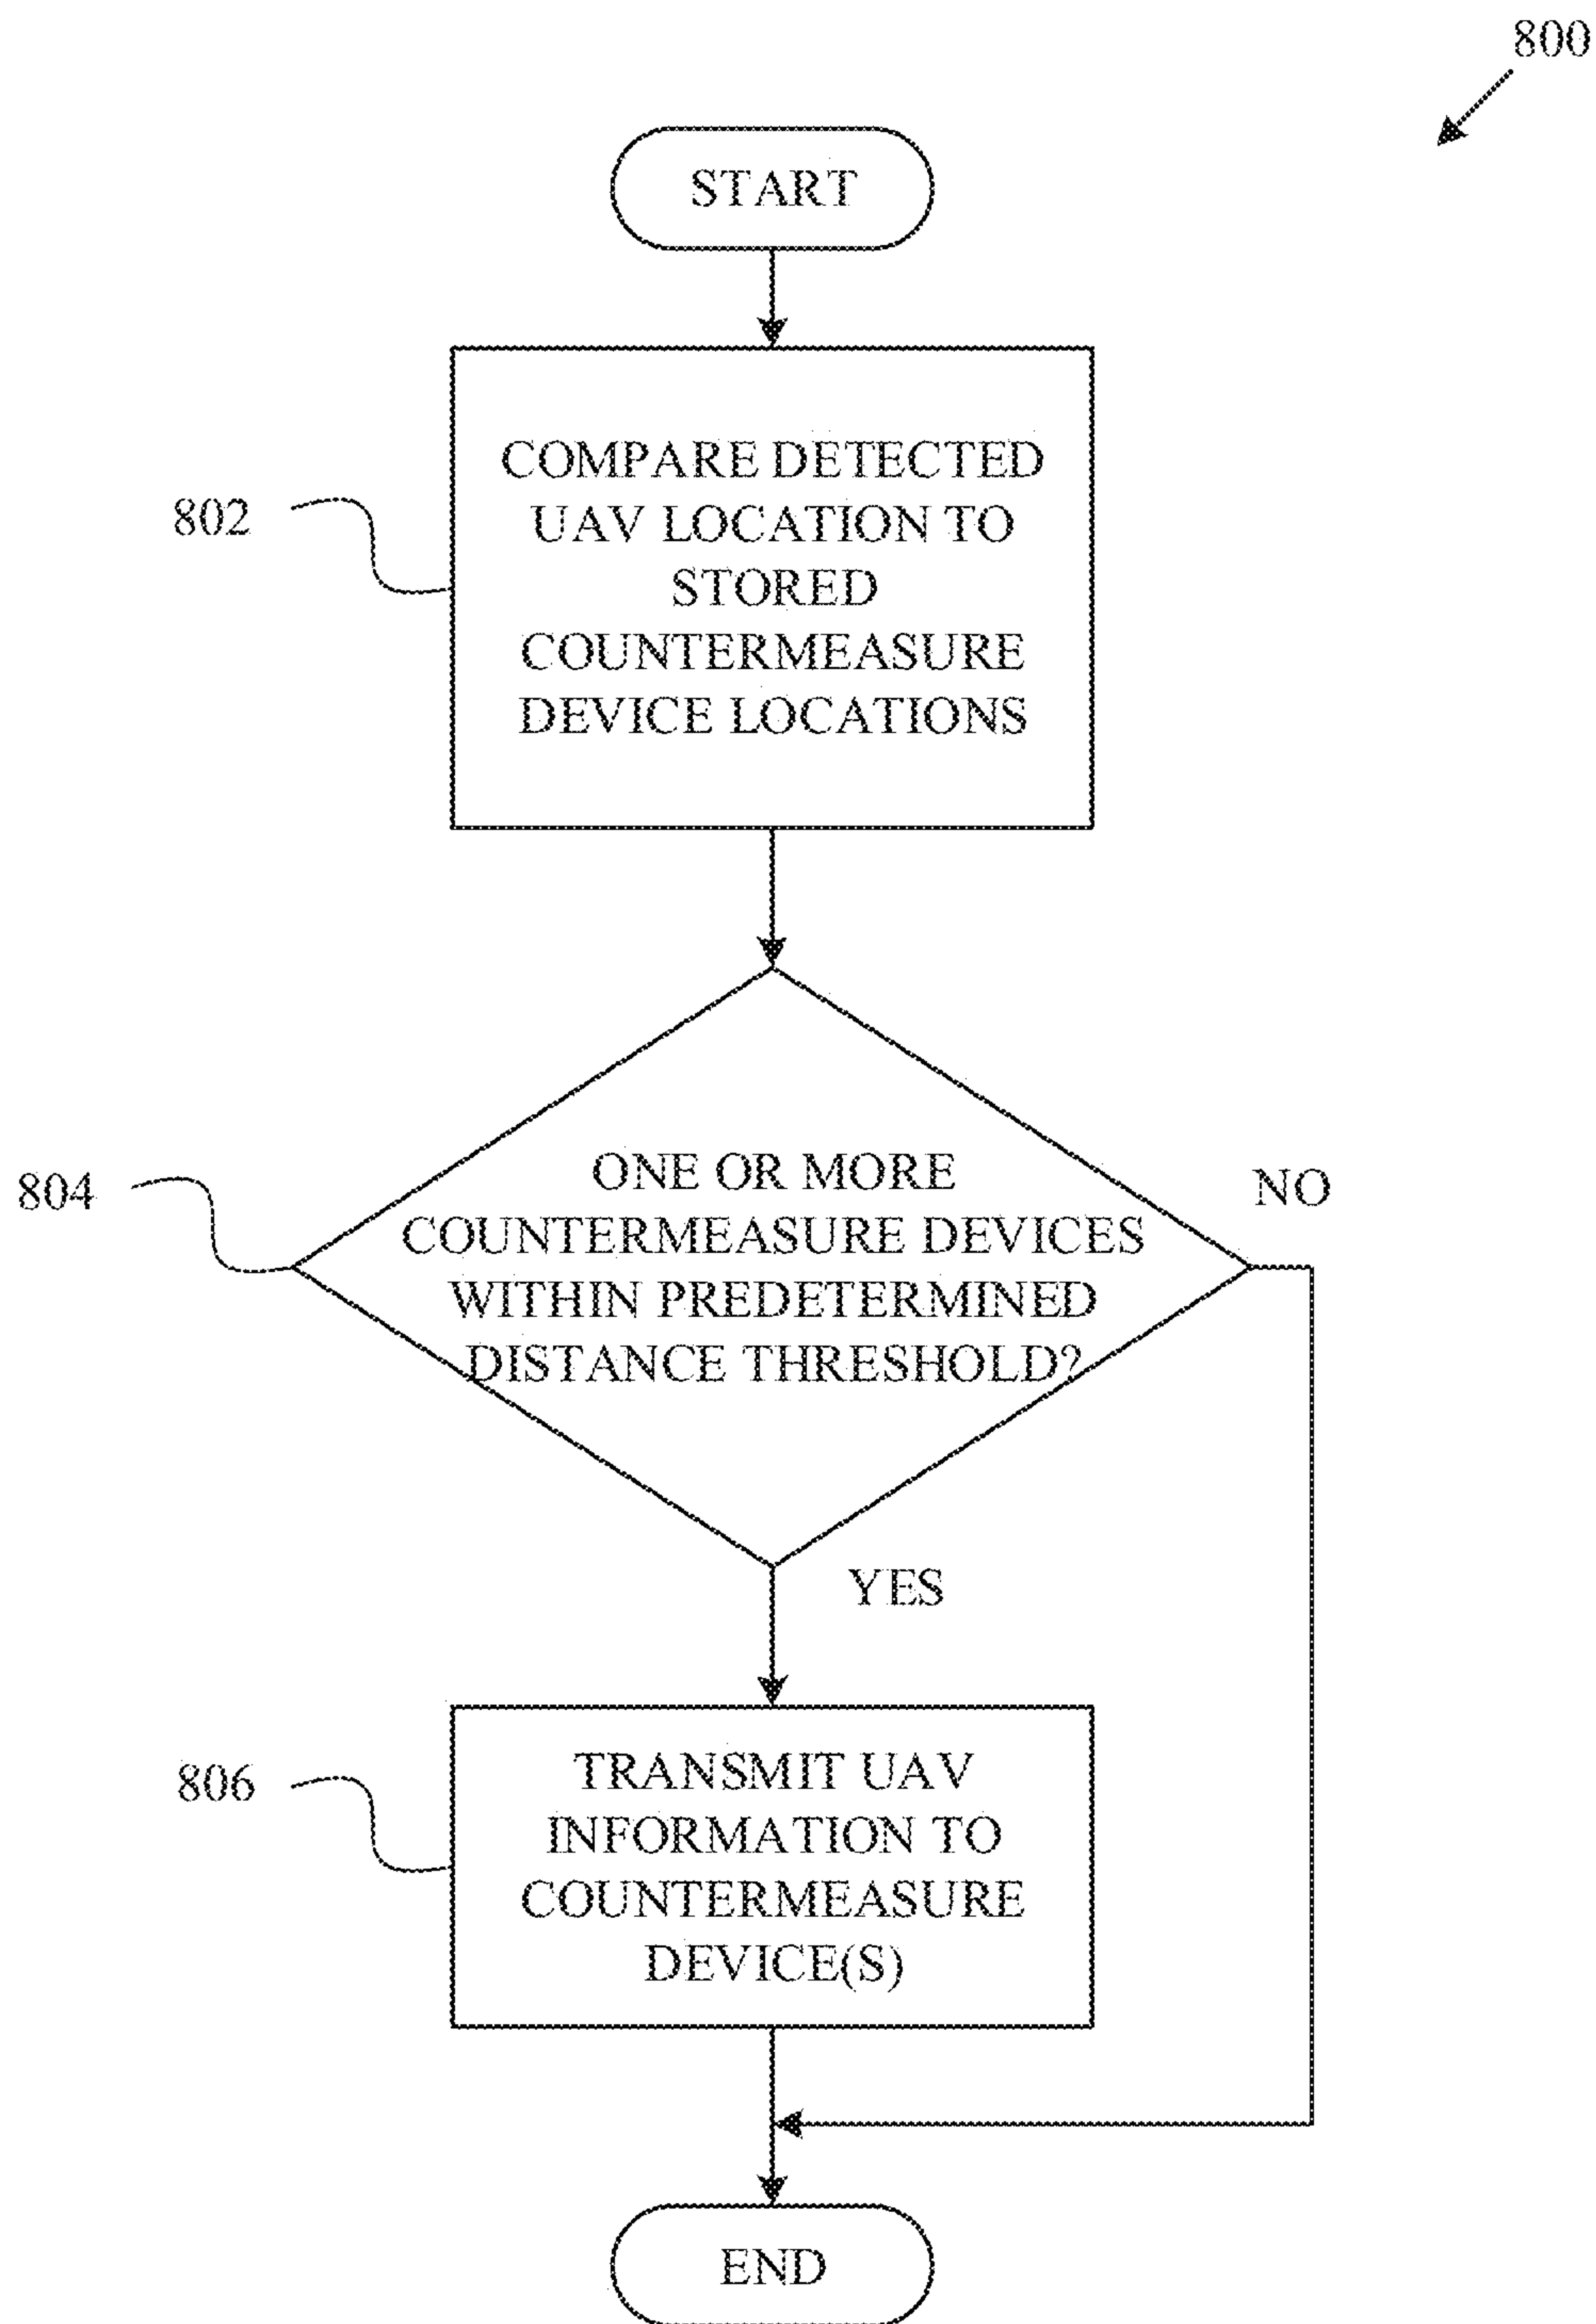 800
START
802
COMPARE DETECTED
UAV LOCATION TO
STORED
COUNTERMEASURE
DEVICE LOCATIONS
804
ONE OR MORE
COUNTERMEASURE DEVICES
WITHIN PREDETERMINED
DISTANCE THRESHOLD?
NO
YES
806
TRANSMIT UAV
INFORMATION TO
COUNTERMEASURE
DEVICE(S)
END